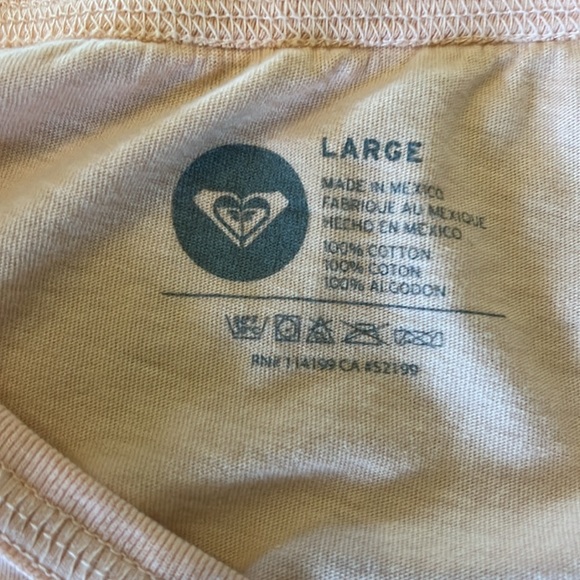 LARGE
MADE IN MEXICO
FABRIQUE AU MEXIQUE
HECHO EN MEXICO
100% COTTON
100% COTON
100% ALGODON
RN# 114199 CA #52199